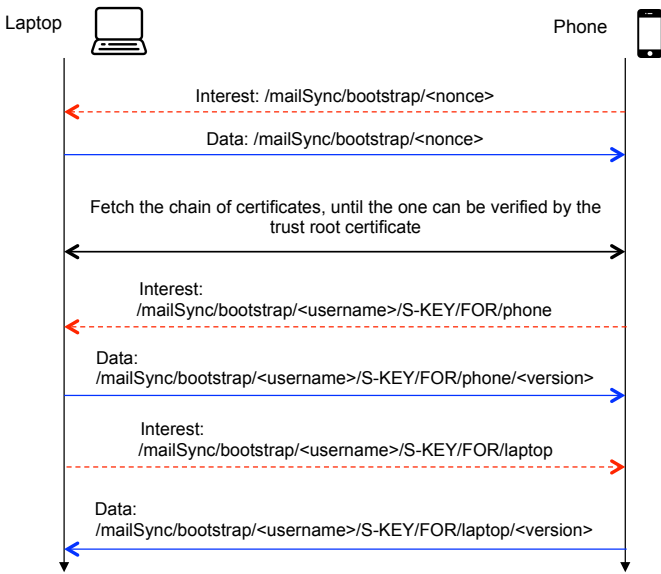 Laptop
Phone
Interest: /mailSync/bootstrap/<nonce>
Data: /mailSync/bootstrap/<nonce>
Fetch the chain of certificates, until the one can be verified by the
trust root certificate
Interest:
/mailSync/bootstrap/<username>/S-KEY/FOR/phone
Data:
/mailSync/bootstrap/<username>/S-KEY/FOR/phone/<version>
Interest:
/mailSync/bootstrap/<username>/S-KEY/FOR/laptop
Data:
/mailSync/bootstrap/<username>/S-KEY/FOR/laptop/<version>